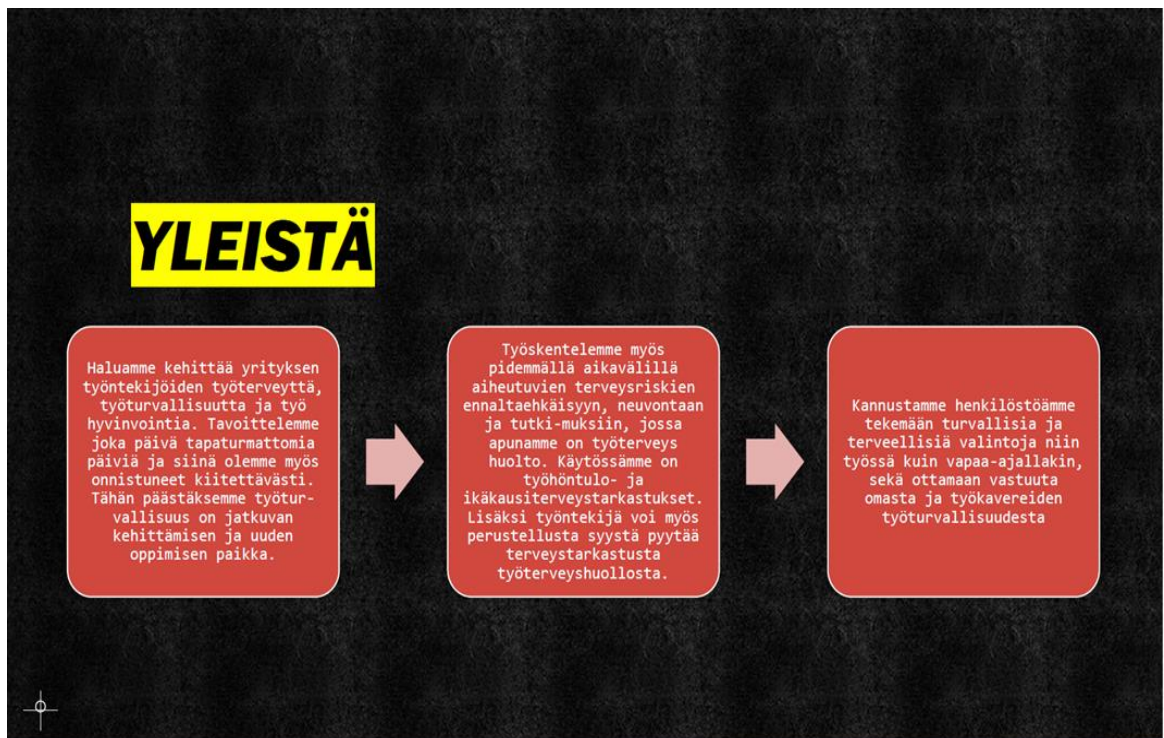 YLEISTÄ
Haluamme kehittää yrityksen
työntekijöiden työterveyttä,
työturvallisuutta ja työ
hyvinvointia. Tavoittelemme
joka päivä tapaturmattomia
päiviä ja siinä olemme myös
onnistuneet kiitettävästi.
Tähän päästäksemme työtur-
vallisuus on jatkuvan
kehittämisen ja uuden
oppimisen paikka.
Työskentelemme myös
pidemmällä aikavälillä
aiheutuvien terveysriskien
ennaltaehkäisyyn, neuvontaan
ja tutki-muksiin, jossa
apunamme on työterveys
huolto. Käytössämme on
työhöntulo- ja
ikäkausiterveystarkastukset.
Lisäksi työntekijä voi myös
perustellusta syystä pyytää
terveystarkastusta
työterveyshuollosta.
Kannustamme henkilöstöämme
tekemään turvallisia ja
terveellisiä valintoja niin
työssä kuin vapaa-ajallakin,
sekä ottamaan vastuuta
omasta ja työkavereiden
työturvallisuudesta